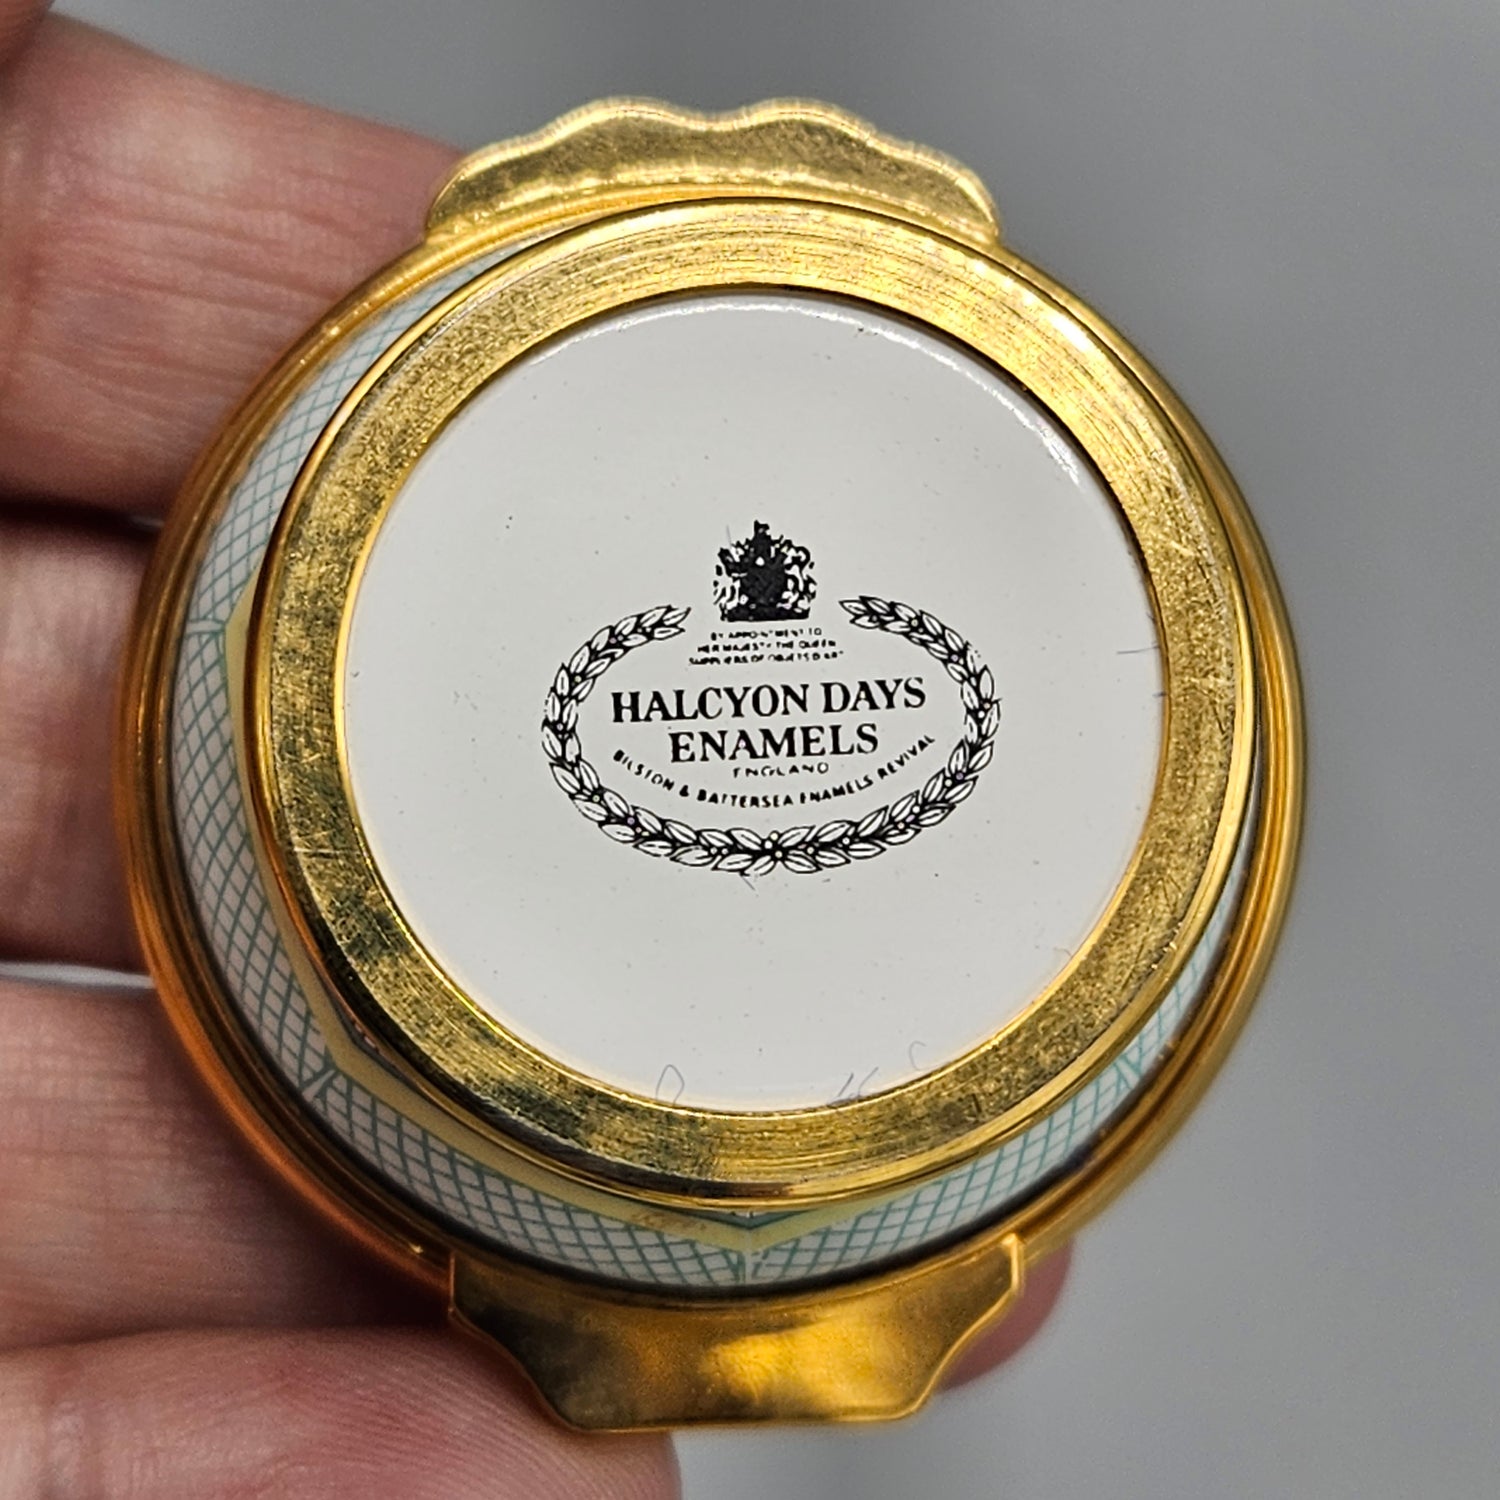 BY APPOINTMENT TO
HER MAJESTY THE QUEEN
SUPPLIERS OF OBJETS D'ART
HALCYON DAYS
ENAMELS
ENGLAND
BILSTON & BATTERSEA ENAMELS REVIVAL